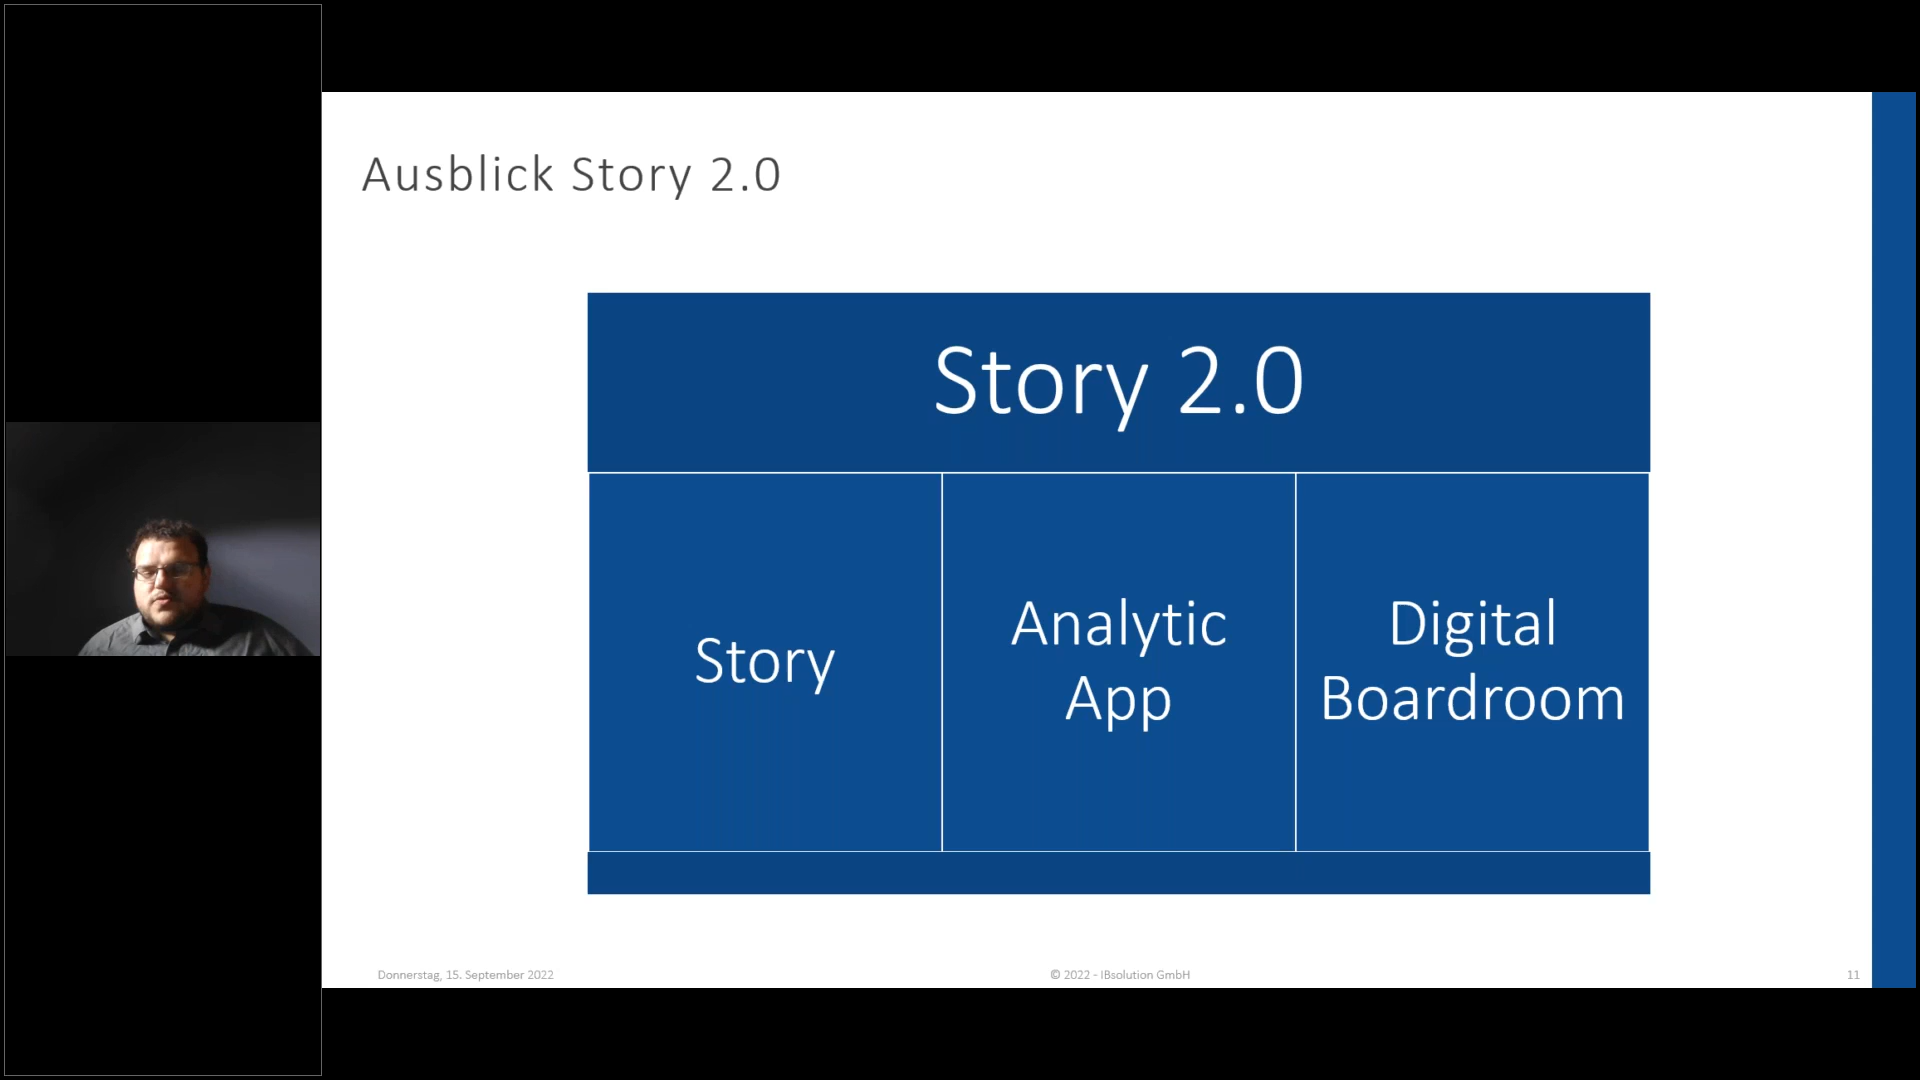 Ausblick Story 2.0
Story 2.0
Story
Analytic
App
Digital
Boardroom
Donnerstag, 15. September 2022
© 2022 - IBsolution GmbH
11